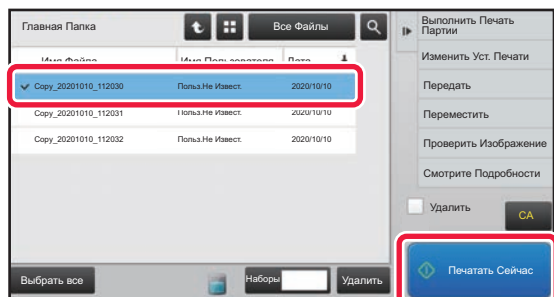 Главная Папка
Все Файлы
Имя Файла Имя Пользователя Дата
Copy_20201010_112030 Польз.Не Извест. 2020/10/10
Copy_20201010_112031 Польз.Не Извест. 2020/10/10
Copy_20201010_112032 Польз.Не Извест. 2020/10/10
Выбрать все
Наборы
Удалить
Выполнить Печать
Партии
Изменить Уст. Печати
Передать
Переместить
Проверить Изображение
Смотрите Подробности
Удалить
CA
Печатать Сейчас